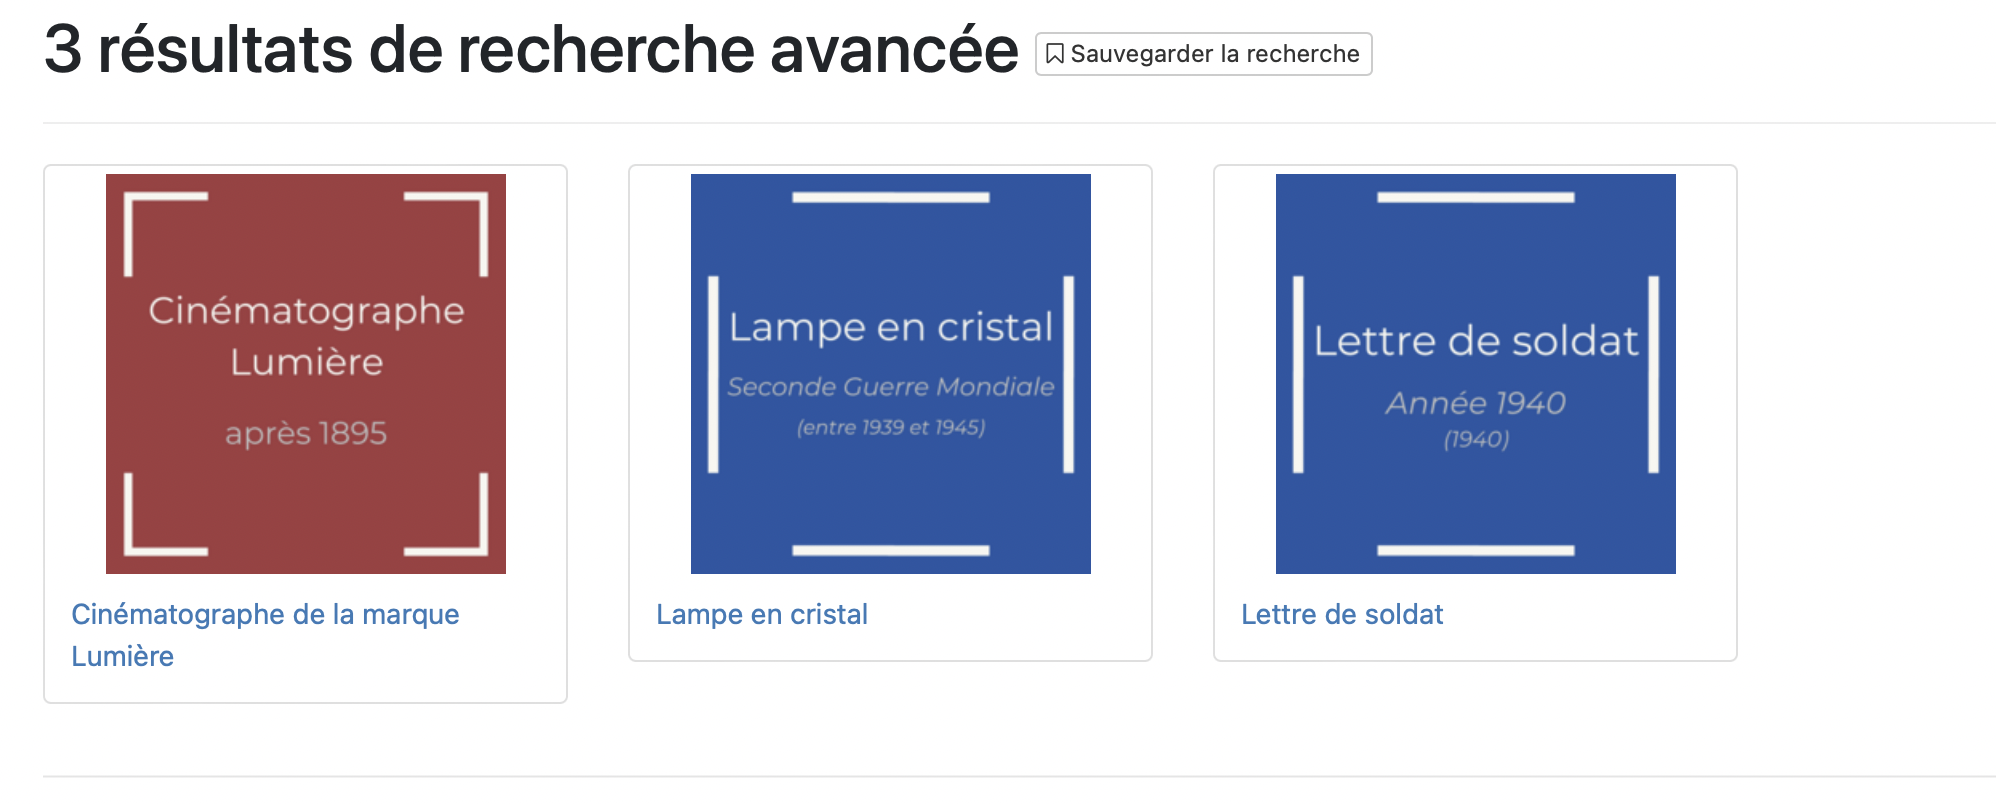 3 résultats de recherche avancée
Sauvegarder la recherche
Cinématographe
Lumière
après 1895
Cinématographe de la marque
Lumière
Lampe en cristal
Seconde Guerre Mondiale
(entre 1939 et 1945)
Lampe en cristal
Lettre de soldat
Année 1940
(1940)
Lettre de soldat